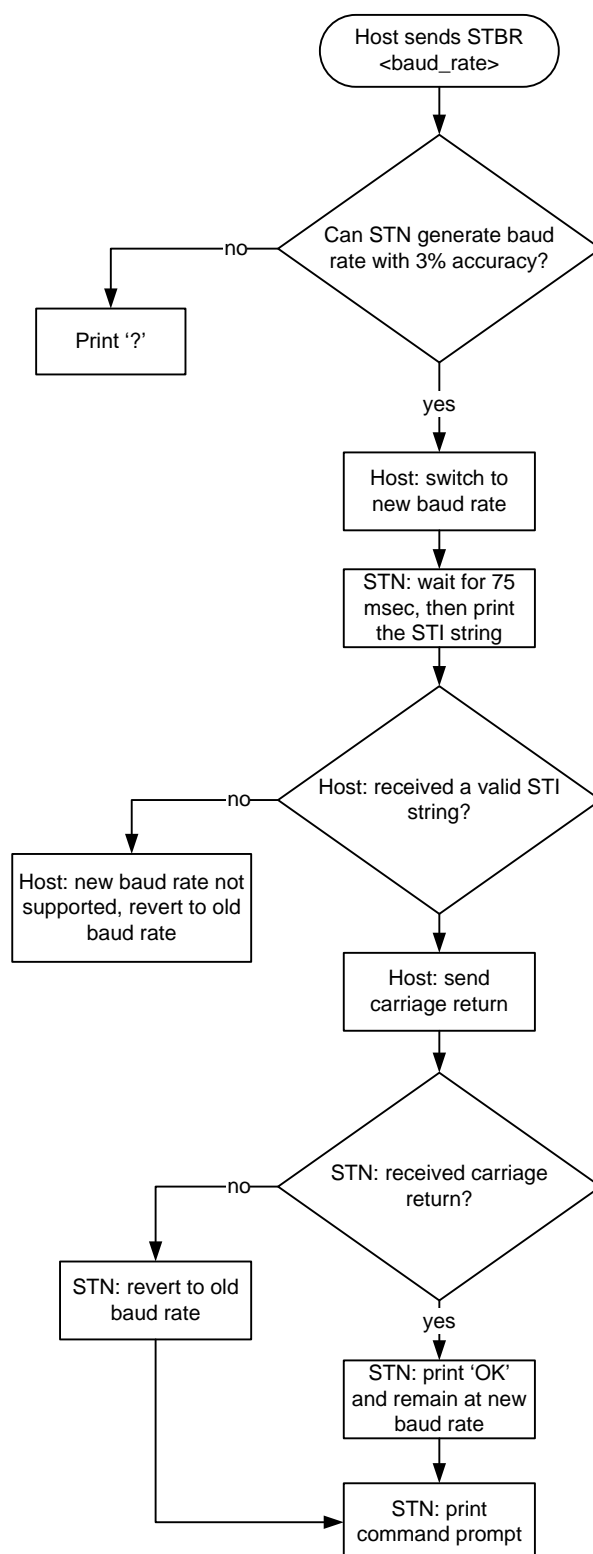 Host sends STBR
<baud_rate>
Can STN generate baud
rate with 3% accuracy?
no
Print ‘?’
yes
Host: switch to
new baud rate
STN: wait for 75
msec, then print
the STI string
Host: received a valid STI
string?
no
Host: new baud rate not
supported, revert to old
baud rate
Host: send
carriage return
STN: received carriage
return?
no
STN: revert to old
baud rate
yes
STN: print ‘OK’
and remain at new
baud rate
STN: print
command prompt